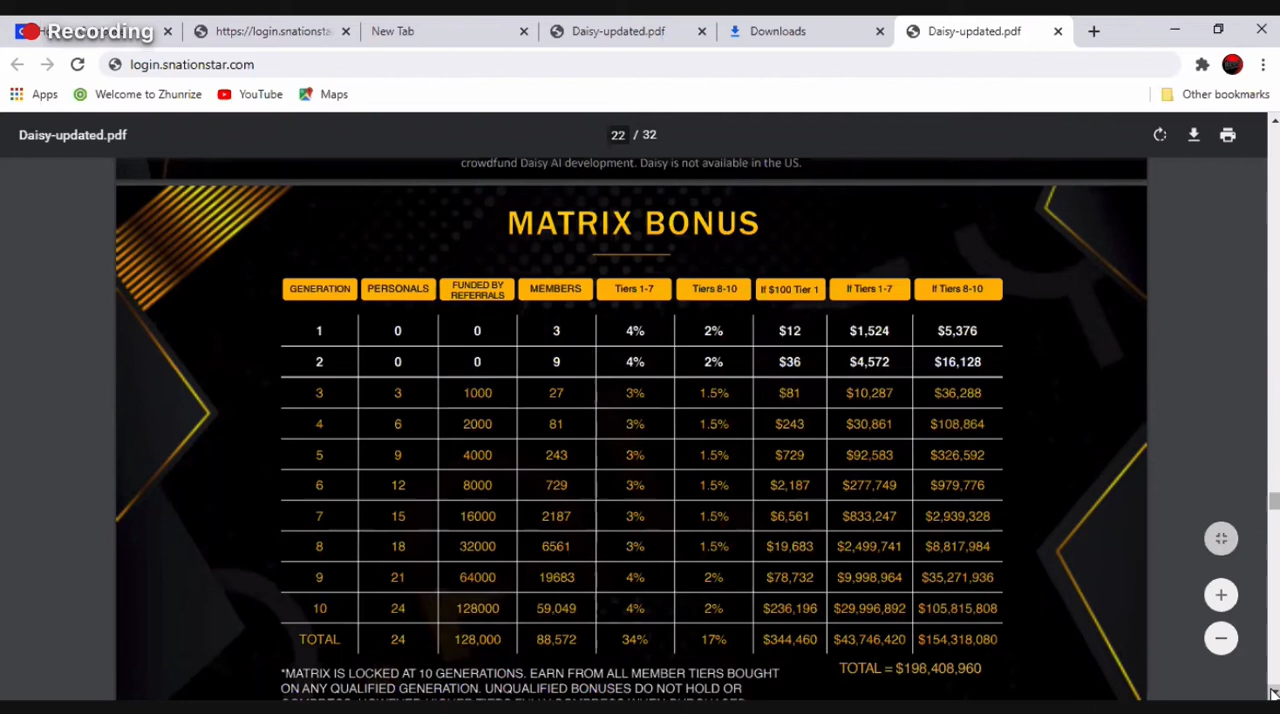 Recording
https://login.snationsta
New Tab
Daisy-updated.pdf
Downloads
Daisy-updated.pdf
login.snationstar.com
Apps
Welcome to Zhunrize
YouTube
Maps
Other bookmarks
Daisy-updated.pdf
22 / 32
crowdfund Daisy AI development. Daisy is not available in the US.
MATRIX BONUS
GENERATION PERSONALS FUNDED BY REFERRALS MEMBERS Tiers 1-7 Tiers 8-10 If $100 Tier 1 If Tiers 1-7 If Tiers 8-10
1 0 0 3 4% 2% $12 $1,524 $5,376
2 0 0 9 4% 2% $36 $4,572 $16,128
3 3 1000 27 3% 1.5% $81 $10,287 $36,288
4 6 2000 81 3% 1.5% $243 $30,861 $108,864
5 9 4000 243 3% 1.5% $729 $92,583 $326,592
6 12 8000 729 3% 1.5% $2,187 $277,749 $979,776
7 15 16000 2187 3% 1.5% $6,561 $833,247 $2,939,328
8 18 32000 6561 3% 1.5% $19,683 $2,499,741 $8,817,984
9 21 64000 19683 4% 2% $78,732 $9,998,964 $35,271,936
10 24 128000 59,049 4% 2% $236,196 $29,996,892 $105,815,808
TOTAL 24 128,000 88,572 34% 17% $344,460 $43,746,420 $154,318,080
TOTAL = $198,408,960
*MATRIX IS LOCKED AT 10 GENERATIONS. EARN FROM ALL MEMBER TIERS BOUGHT
ON ANY QUALIFIED GENERATION. UNQUALIFIED BONUSES DO NOT HOLD OR